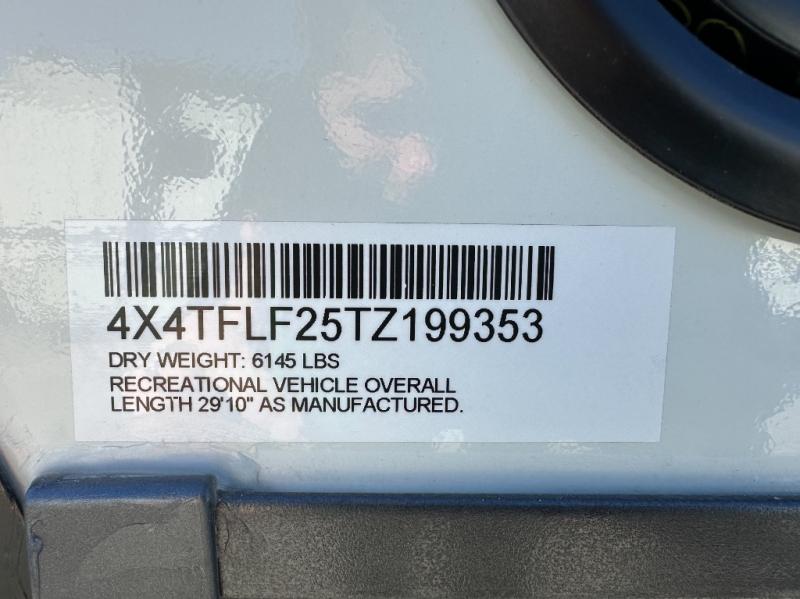 4X4TFLF25TZ199353
DRY WEIGHT: 6145 LBS
RECREATIONAL VEHICLE OVERALL
LENGTH 29'10" AS MANUFACTURED.